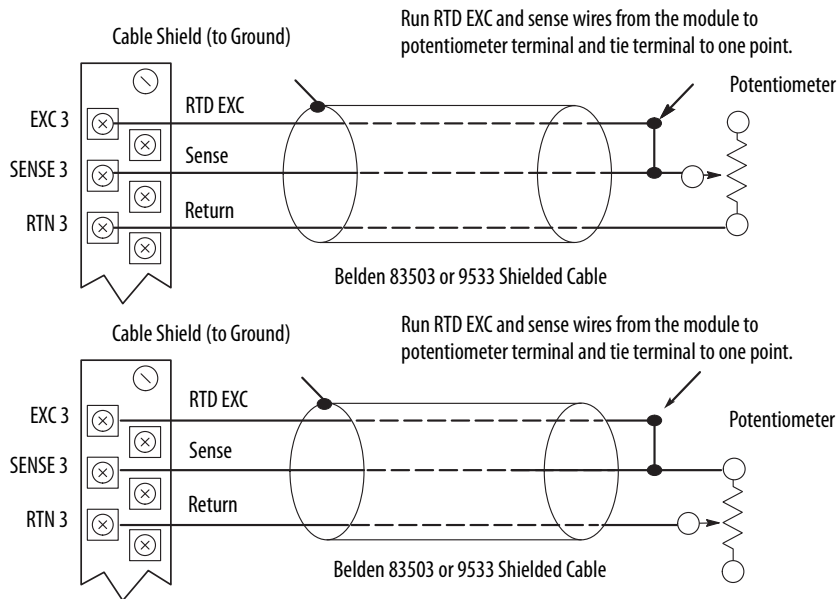 Run RTD EXC and sense wires from the module to
potentiometer terminal and tie terminal to one point.
Cable Shield (to Ground)
Potentiometer
RTD EXC
EXC 3
Sense
SENSE 3
Return
RTN 3
Belden 83503 or 9533 Shielded Cable
Run RTD EXC and sense wires from the module to
potentiometer terminal and tie terminal to one point.
Cable Shield (to Ground)
RTD EXC
EXC 3
Potentiometer
Sense
SENSE 3
Return
RTN 3
Belden 83503 or 9533 Shielded Cable